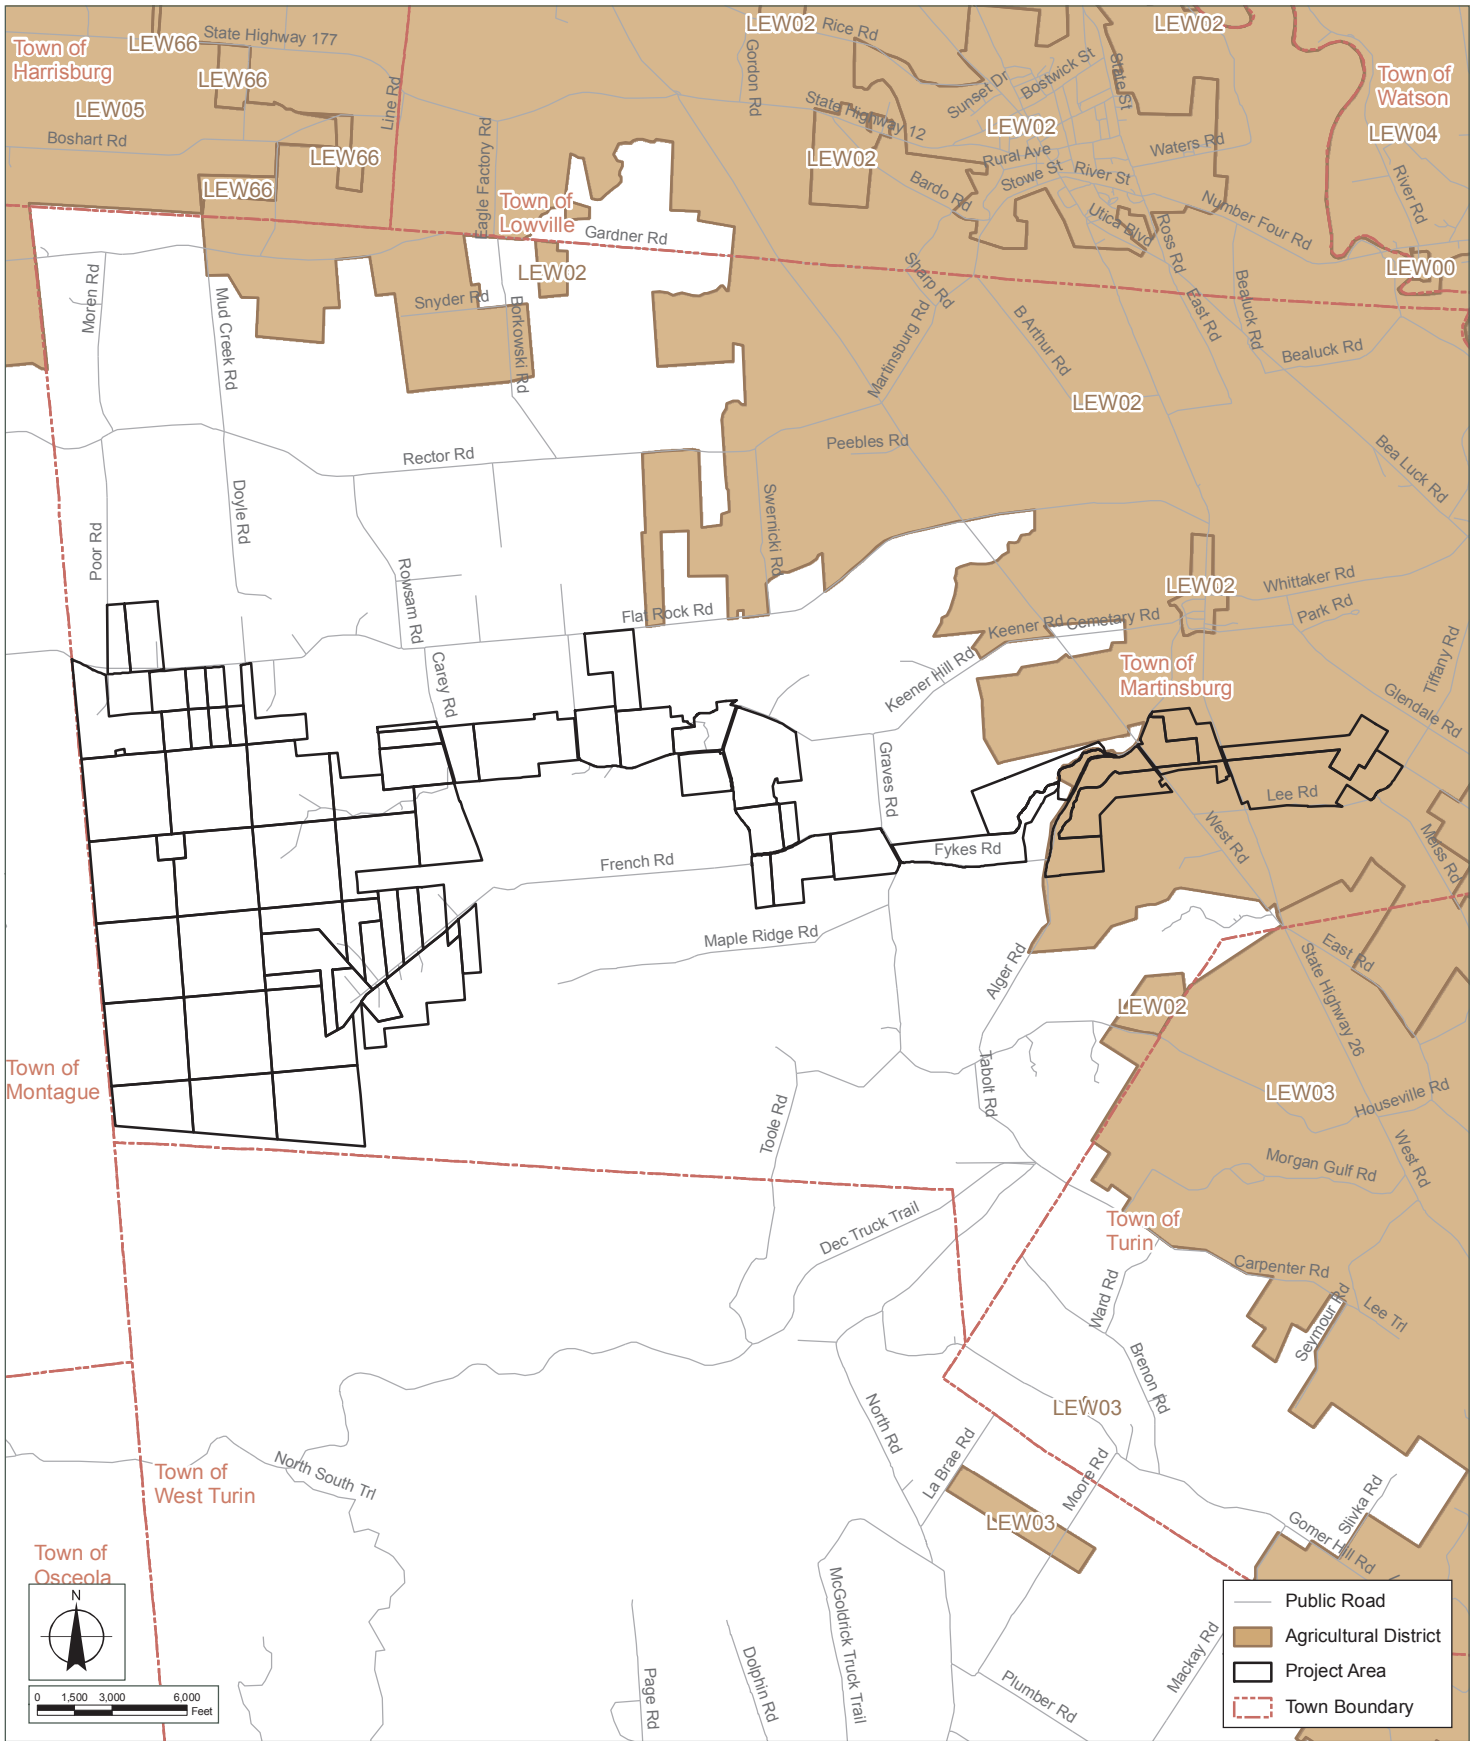 LEW02
LEW02
Rice Rd
State Highway 177
LEW66
Town of
Harrisburg
LEW66
LEW05
Boshart Rd
LEW66
LEW66
Line Rd
Eagle Factory Rd
Gordon Rd
State Highway 12
Sunset Dr
Bostwick St
State St
LEW02
LEW02
Rural Ave
Stowe St
River St
Waters Rd
Bardo Rd
Utica Blvd
Ross Rd
Number Four Rd
Town of
Watson
LEW04
River Rd
LEW00
Town of
Lowville
Gardner Rd
LEW02
Snyder Rd
Borkowski Rd
Moren Rd
Mud Creek Rd
Sharp Rd
Martinsburg Rd
B Arthur Rd
East Rd
Bealuck Rd
Bealuck Rd
LEW02
Peebles Rd
Rector Rd
Bea Luck Rd
Doyle Rd
Poor Rd
Swernicki Rd
Rowsam Rd
Flat Rock Rd
LEW02
Whittaker Rd
Park Rd
Keener Rd
Cemetary Rd
Keener Hill Rd
Carey Rd
Town of
Martinsburg
Tiffany Rd
Glendale Rd
Graves Rd
Lee Rd
West Rd
Meiss Rd
Fykes Rd
French Rd
Maple Ridge Rd
Alger Rd
East Rd
State Highway 26
LEW02
Town of
Montague
Tabolt Rd
LEW03
Houseville Rd
Toole Rd
West Rd
Morgan Gulf Rd
Dec Truck Trail
Town of
Turin
Carpenter Rd
Ward Rd
Seymour Rd
Lee Trl
Brenon Rd
LEW03
North Rd
La Brae Rd
Moore Rd
North South Trl
Town of
West Turin
LEW03
Slivka Rd
Gomer Hill Rd
Town of
Osceola
McGoldrick Truck Trail
Page Rd
Dolphin Rd
Plumber Rd
Mackay Rd
N
0 1,500 3,000 6,000
Feet
Public Road
Agricultural District
Project Area
Town Boundary